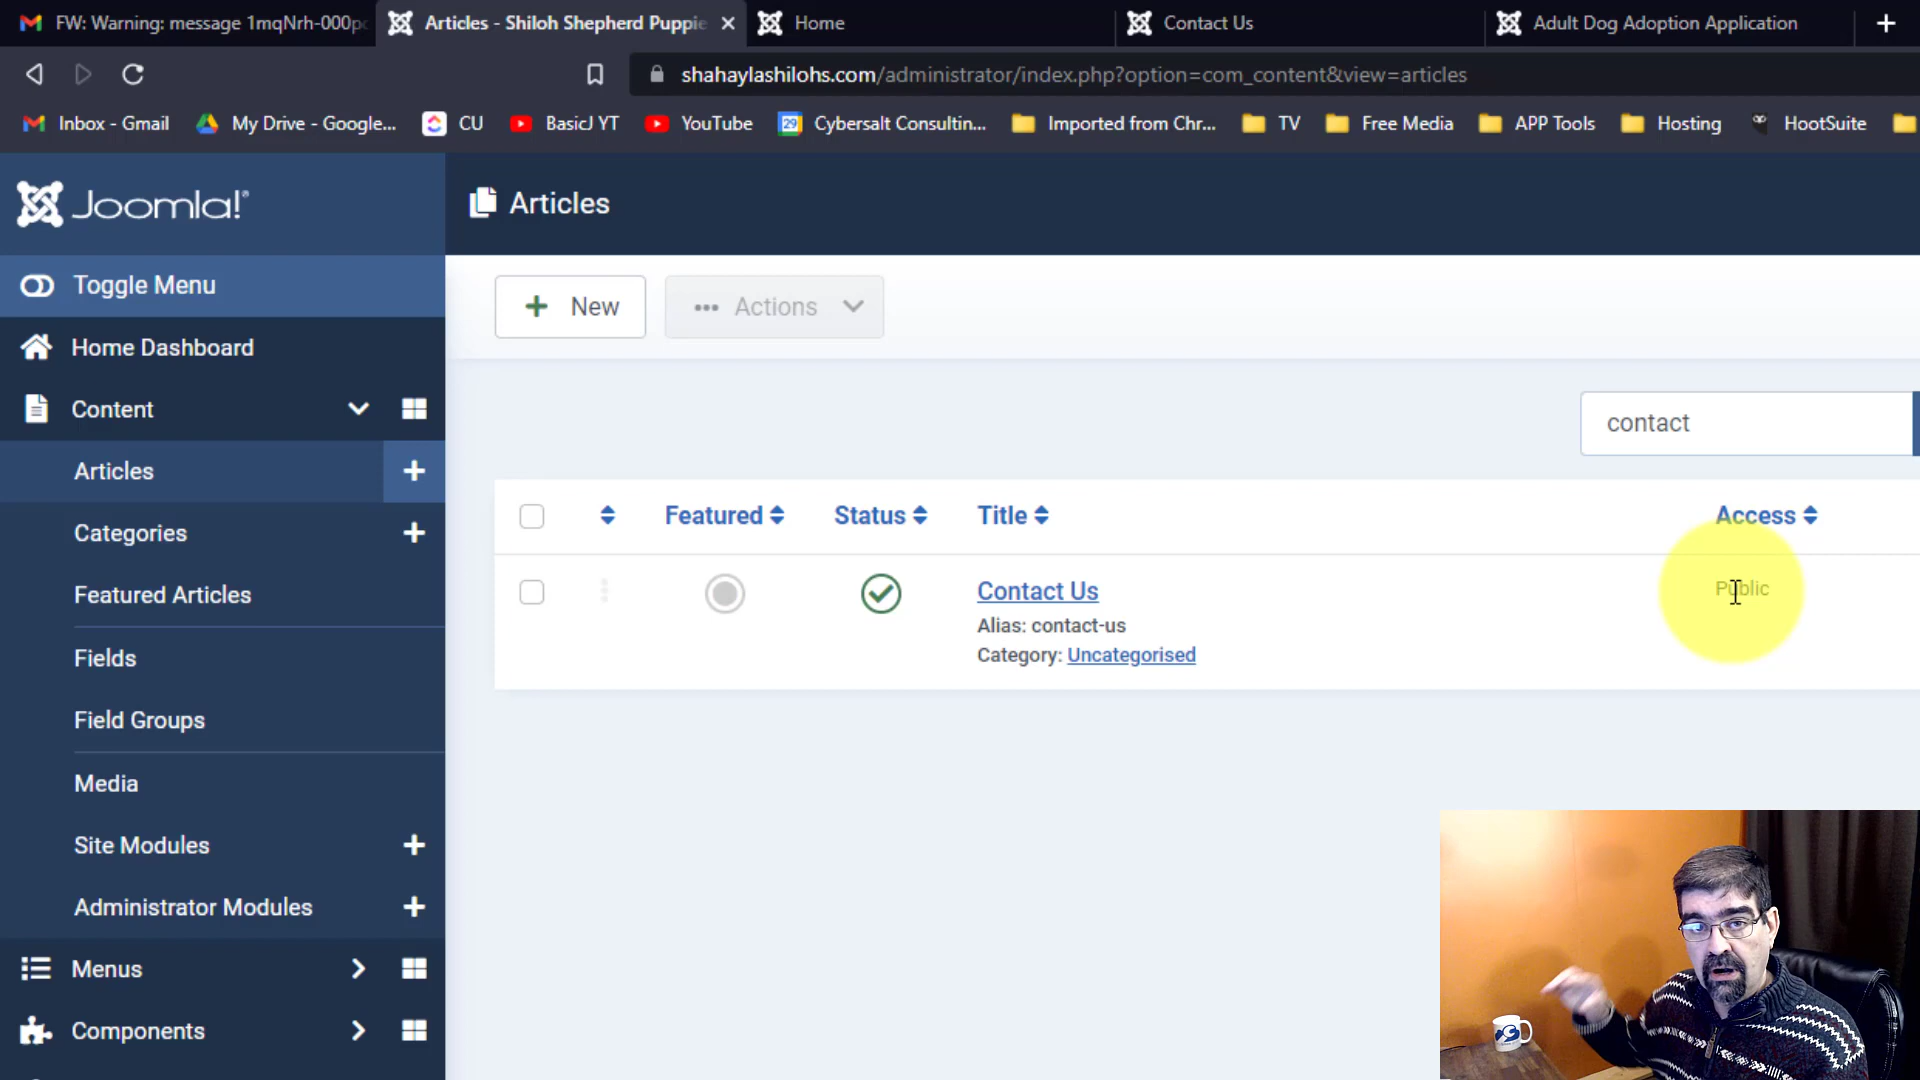 FW: Warning: message 1mqNrh-000p
Articles - Shiloh Shepherd Puppie
Home
Contact Us
Adult Dog Adoption Application
shahaylashilohs.com/administrator/index.php?option=com_content&view=articles
Inbox - Gmail
My Drive - Google...
CU
BasicJ YT
YouTube
29
Cybersalt Consultin...
Imported from Chr...
TV
Free Media
APP Tools
Hosting
HootSuite
Joomla!®
Articles
Toggle Menu
New
... Actions
Home Dashboard
Content
contact
Articles
Featured
Status
Title
Access
Categories
Contact Us
Public
Featured Articles
Alias: contact-us
Category: Uncategorised
Fields
Field Groups
Media
Site Modules
Administrator Modules
Menus
Components